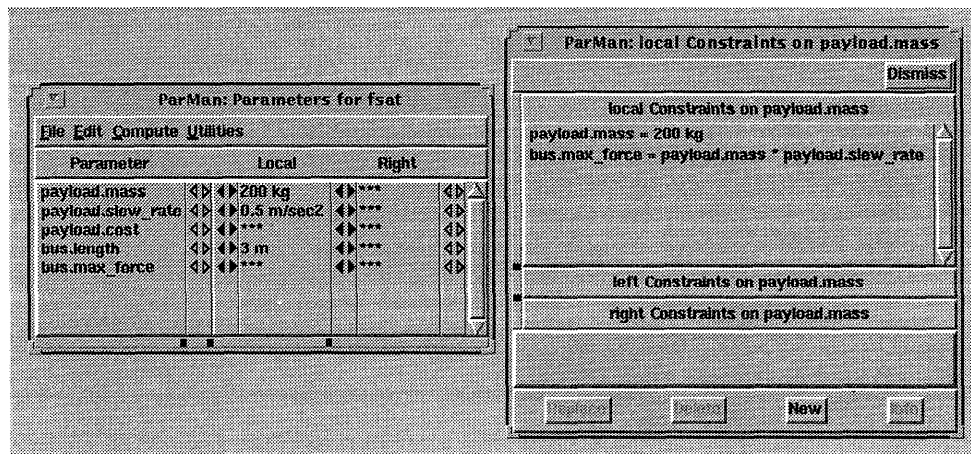 ParMan: Parameters for fsat
File Edit Compute Utilities
Parameter Local Right
payload.mass 200 kg ***
payload.slew_rate 0.5 m/sec2 ***
payload.cost *** ***
bus.length 3 m ***
bus.max_force *** ***
ParMan: local Constraints on payload.mass
Dismiss
local Constraints on payload.mass
payload.mass = 200 kg
bus.max_force = payload.mass * payload.slew_rate
left Constraints on payload.mass
right Constraints on payload.mass
Replace Delete New Info